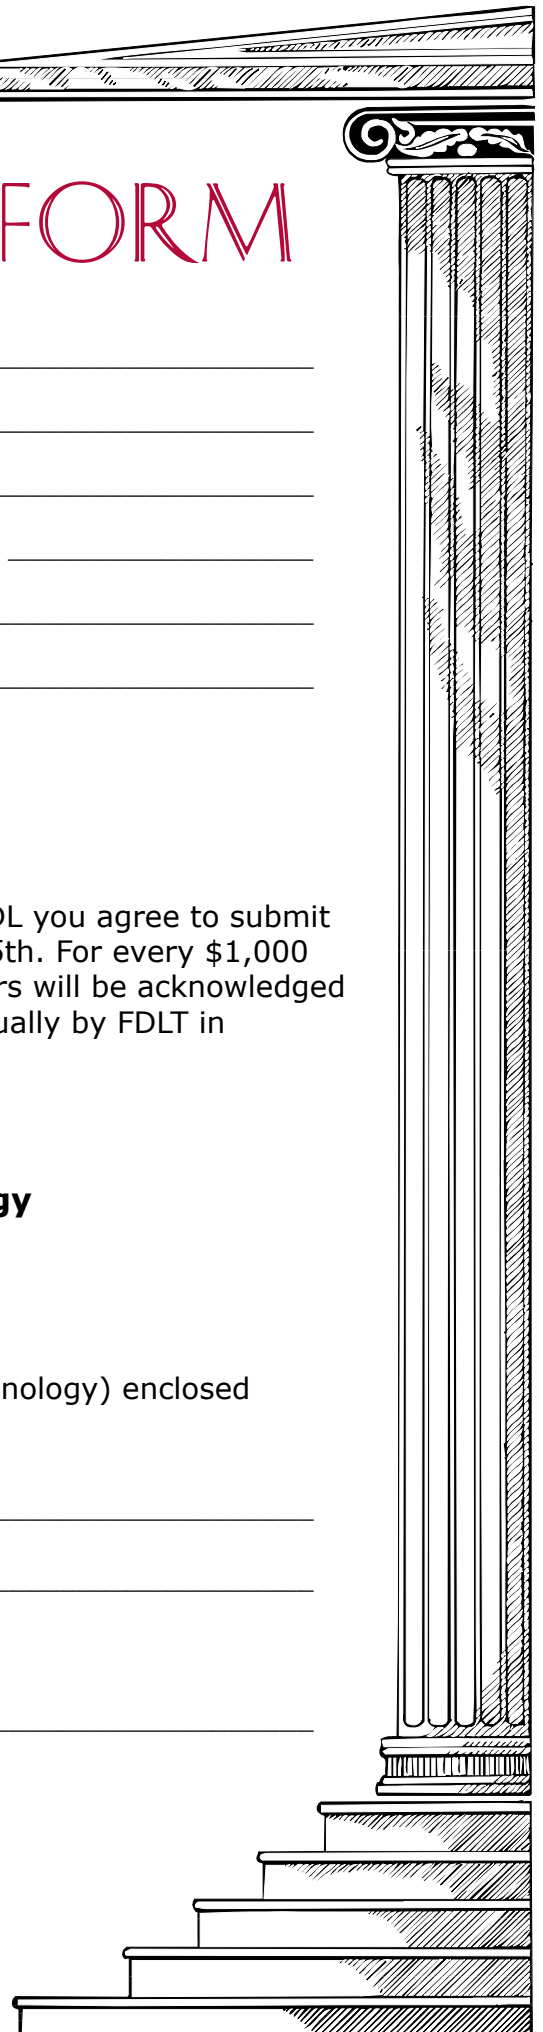 FORM
DL you agree to submit
5th. For every $1,000
rs will be acknowledged
ually by FDLT in
gy
nology) enclosed